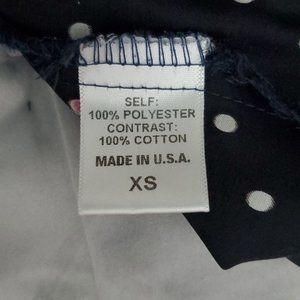 SELF:
100% POLYESTER
CONTRAST:
100% COTTON
MADE IN U.S.A.
XS